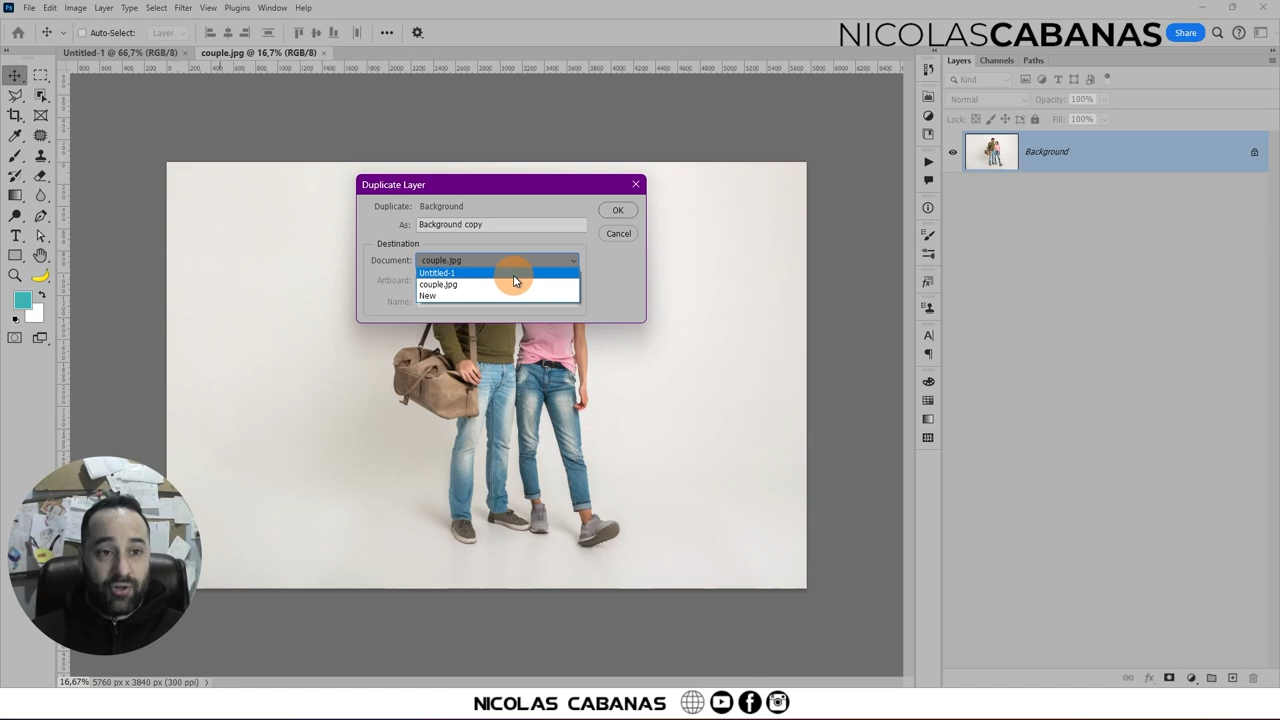 Ps File Edit Image Layer Type Select Filter View Plugins Window Help
Auto-Select: Layer
NICOLASCABANAS
Share
Untitled-1 @ 66,7% (RGB/8) × couple.jpg @ 16,7% (RGB/8) ×
Layers Channels Paths
Kind
Normal Opacity: 100%
Lock: Fill: 100%
Background
Duplicate Layer
Duplicate: Background
As: Background copy
OK
Cancel
Destination
Document: couple.jpg
Untitled-1
Artboard: couple.jpg
New
Name:
16,67% 5760 px x 3840 px (300 ppi)
NICOLAS CABANAS